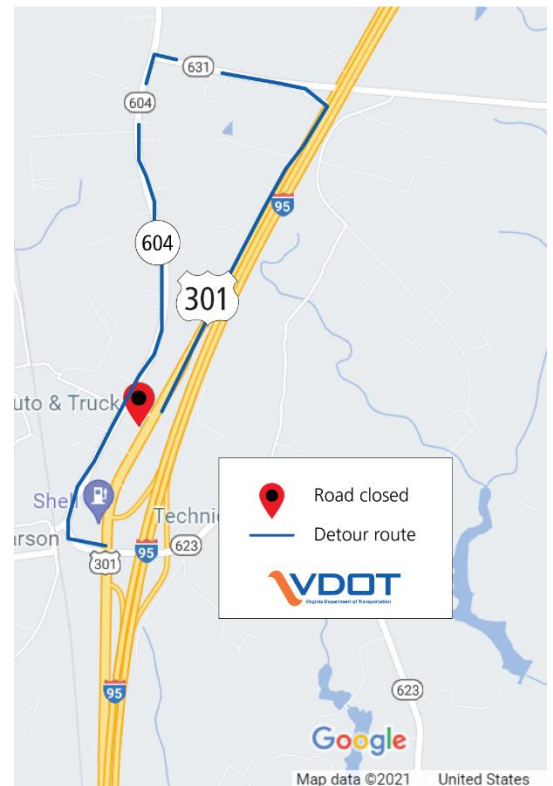 631
604
95
604
301
uto & Truck
Shell
Technic
arson
95
623
301
Road closed
Detour route
VDOT
Virginia Department of Transportation
95
623
Google
Map data ©2021 United States